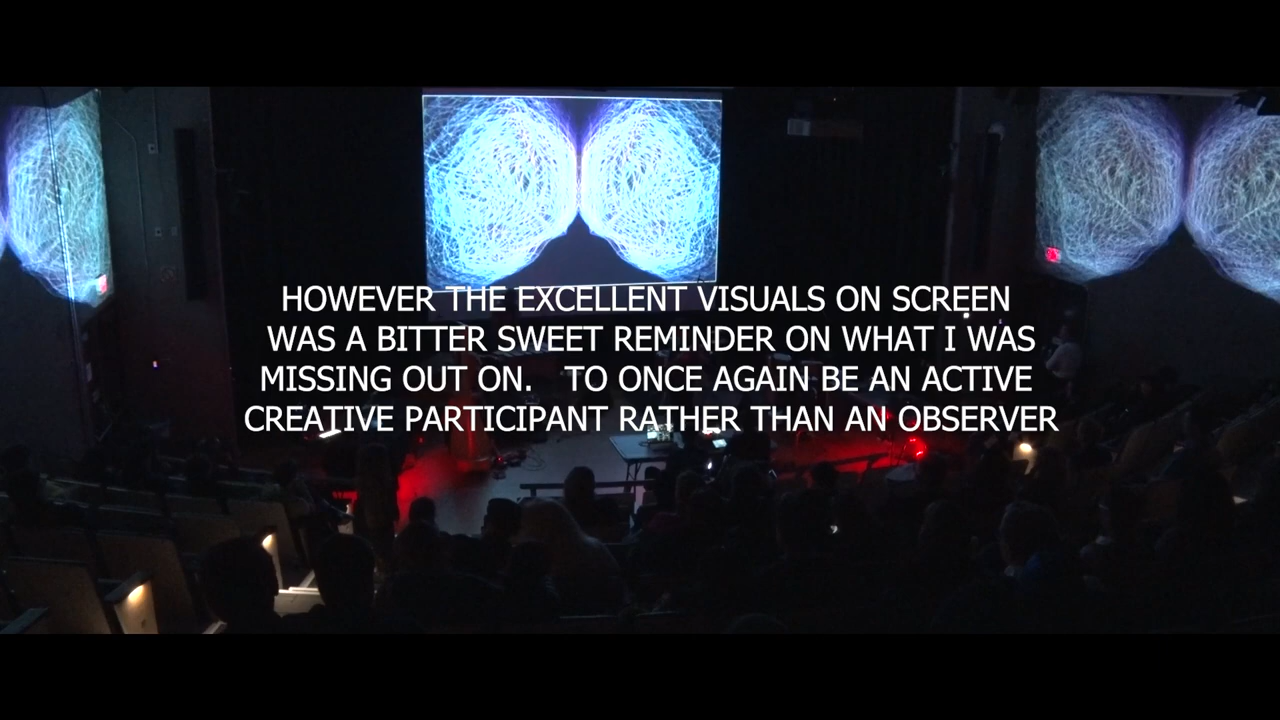 HOWEVER THE EXCELLENT VISUALS ON SCREEN
WAS A BITTER SWEET REMINDER ON WHAT I WAS
MISSING OUT ON. TO ONCE AGAIN BE AN ACTIVE
CREATIVE PARTICIPANT RATHER THAN AN OBSERVER